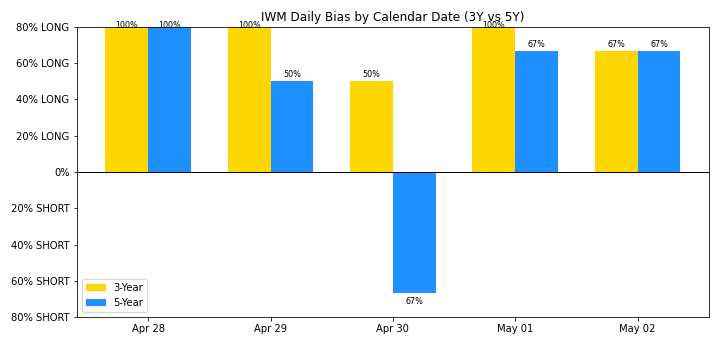 IWM Daily Bias by Calendar Date (3Y vs 5Y)
80% LONG
60% LONG
40% LONG
20% LONG
0%
20% SHORT
40% SHORT
60% SHORT
80% SHORT
100% 100% 100% 50% 50% 67% 100% 67% 67% 67%
3-Year
5-Year
Apr 28 Apr 29 Apr 30 May 01 May 02